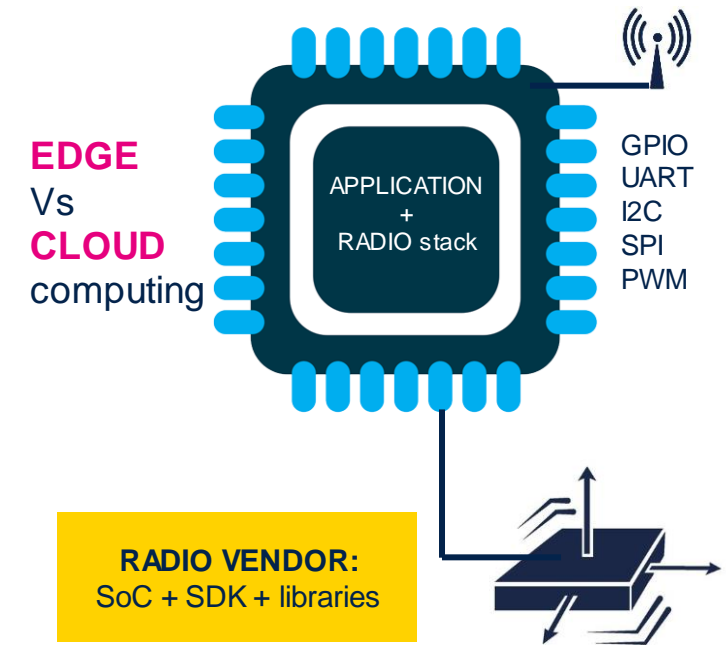 EDGE
Vs
CLOUD
computing
APPLICATION
+
RADIO stack
GPIO
UART
I2C
SPI
PWM
RADIO VENDOR:
SoC + SDK + libraries